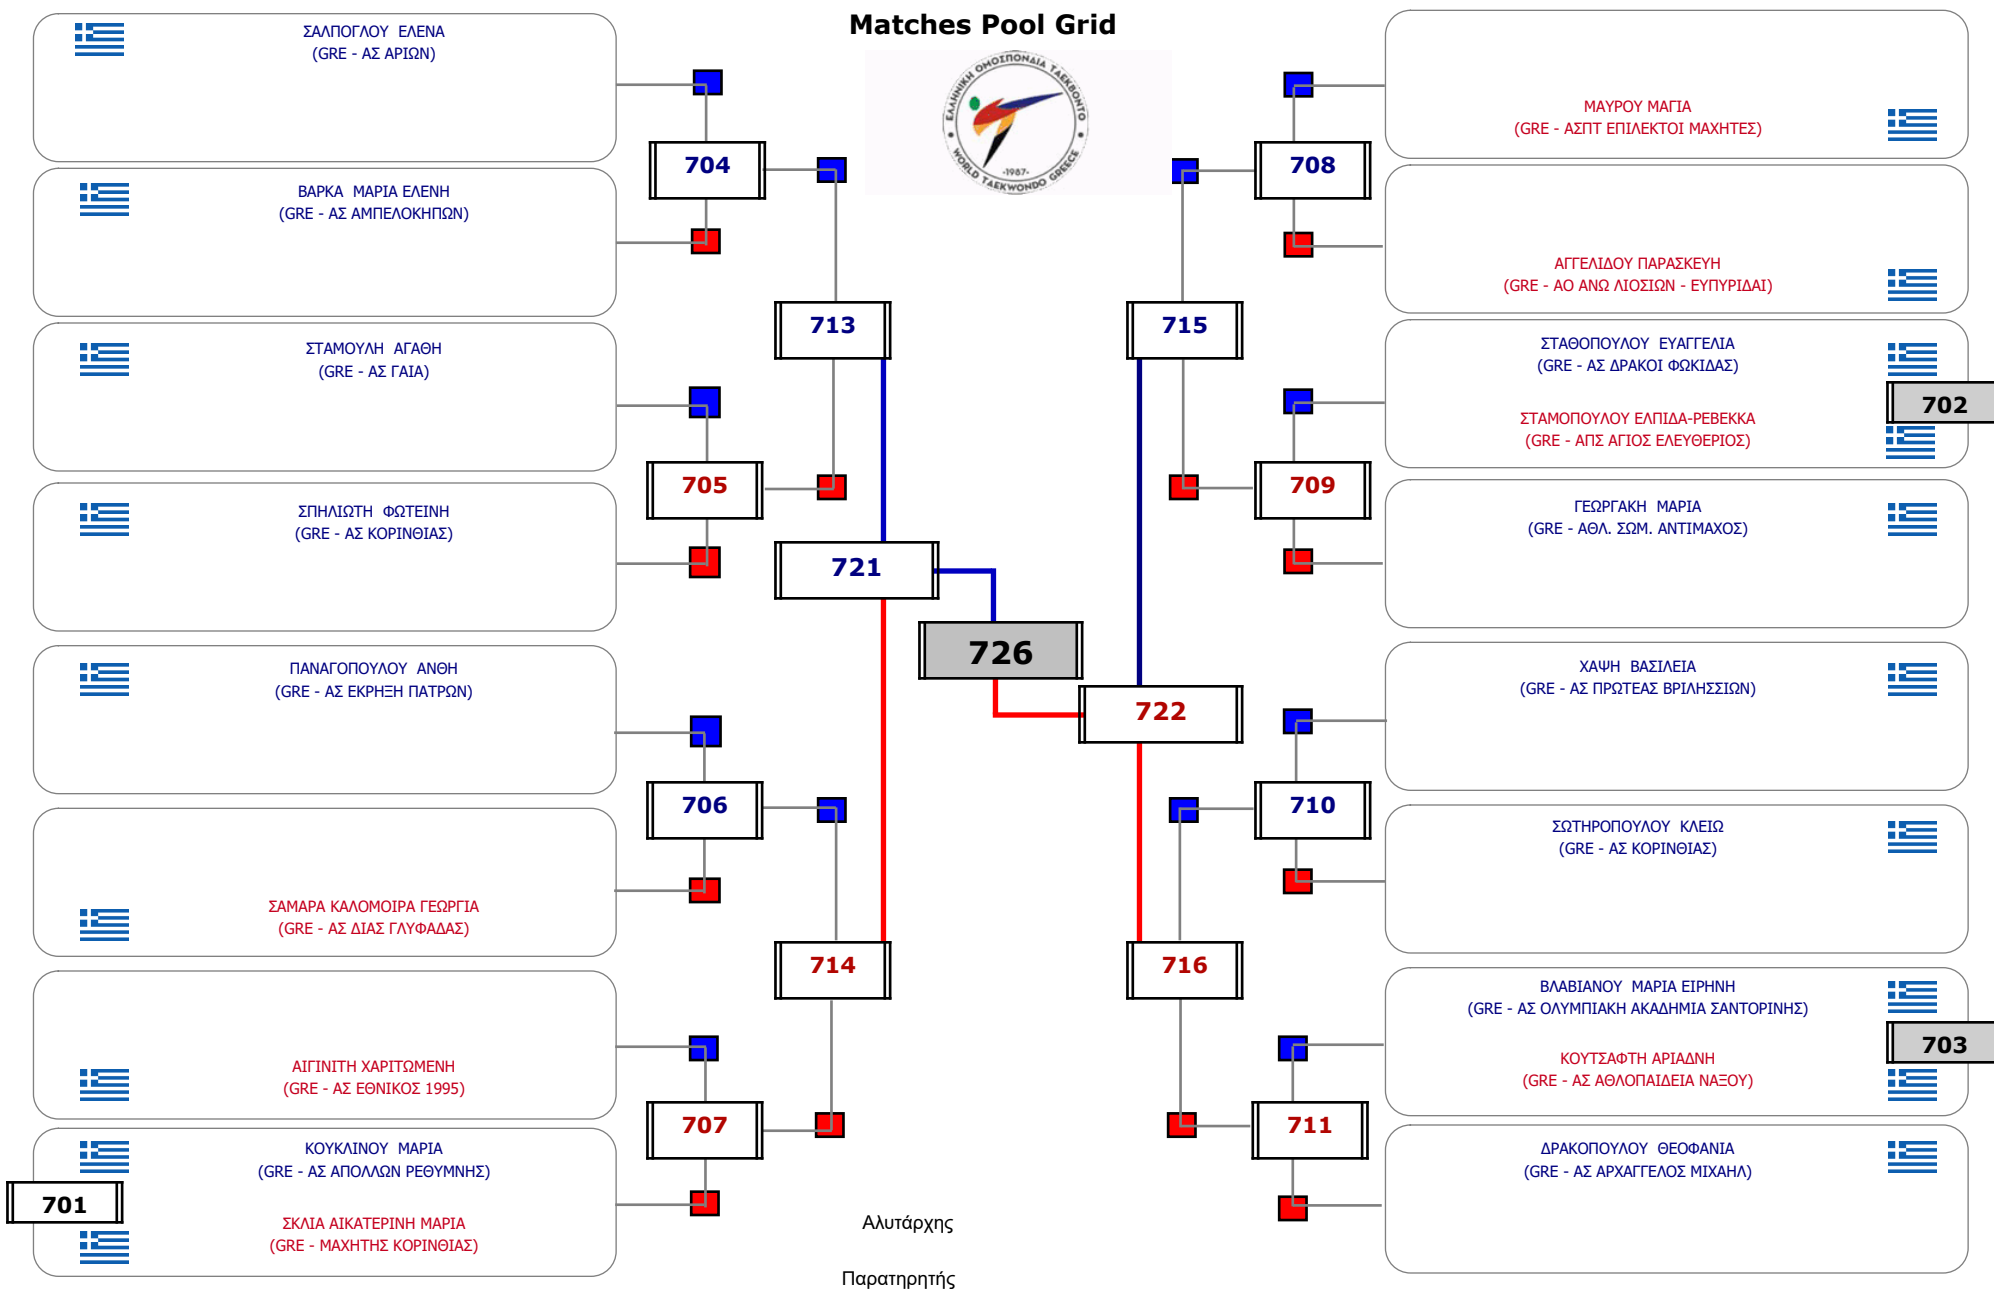 Matches Pool Grid
ΕΛΛΗΝΙΚΗ ΟΜΟΣΠΟΝΔΙΑ ΤΑΕΚΒΟΝΤΟ
-1987-
WORLD TAEKWONDO GREECE
ΣΑΛΠΟΓΛΟΥ ΕΛΕΝΑ
(GRE - ΑΣ ΑΡΙΩΝ)
704
ΒΑΡΚΑ ΜΑΡΙΑ ΕΛΕΝΗ
(GRE - ΑΣ ΑΜΠΕΛΟΚΗΠΩΝ)
713
ΣΤΑΜΟΥΛΗ ΑΓΑΘΗ
(GRE - ΑΣ ΓΑΙΑ)
705
ΣΠΗΛΙΩΤΗ ΦΩΤΕΙΝΗ
(GRE - ΑΣ ΚΟΡΙΝΘΙΑΣ)
721
726
ΠΑΝΑΓΟΠΟΥΛΟΥ ΑΝΘΗ
(GRE - ΑΣ ΕΚΡΗΞΗ ΠΑΤΡΩΝ)
706
ΣΑΜΑΡΑ ΚΑΛΟΜΟΙΡΑ ΓΕΩΡΓΙΑ
(GRE - ΑΣ ΔΙΑΣ ΓΛΥΦΑΔΑΣ)
714
ΑΙΓΙΝΙΤΗ ΧΑΡΙΤΩΜΕΝΗ
(GRE - ΑΣ ΕΘΝΙΚΟΣ 1995)
707
ΚΟΥΚΛΙΝΟΥ ΜΑΡΙΑ
(GRE - ΑΣ ΑΠΟΛΛΩΝ ΡΕΘΥΜΝΗΣ)
701
ΣΚΛΙΑ ΑΙΚΑΤΕΡΙΝΗ ΜΑΡΙΑ
(GRE - ΜΑΧΗΤΗΣ ΚΟΡΙΝΘΙΑΣ)
ΜΑΥΡΟΥ ΜΑΓΙΑ
(GRE - ΑΣΠΤ ΕΠΙΛΕΚΤΟΙ ΜΑΧΗΤΕΣ)
708
ΑΓΓΕΛΙΔΟΥ ΠΑΡΑΣΚΕΥΗ
(GRE - ΑΟ ΑΝΩ ΛΙΟΣΙΩΝ - ΕΥΠΥΡΙΔΑΙ)
715
ΣΤΑΘΟΠΟΥΛΟΥ ΕΥΑΓΓΕΛΙΑ
(GRE - ΑΣ ΔΡΑΚΟΙ ΦΩΚΙΔΑΣ)
702
ΣΤΑΜΟΠΟΥΛΟΥ ΕΛΠΙΔΑ-ΡΕΒΕΚΚΑ
(GRE - ΑΠΣ ΑΓΙΟΣ ΕΛΕΥΘΕΡΙΟΣ)
709
ΓΕΩΡΓΑΚΗ ΜΑΡΙΑ
(GRE - ΑΘΛ. ΣΩΜ. ΑΝΤΙΜΑΧΟΣ)
722
ΧΑΨΗ ΒΑΣΙΛΕΙΑ
(GRE - ΑΣ ΠΡΩΤΕΑΣ ΒΡΙΛΗΣΣΙΩΝ)
710
ΣΩΤΗΡΟΠΟΥΛΟΥ ΚΛΕΙΩ
(GRE - ΑΣ ΚΟΡΙΝΘΙΑΣ)
716
ΒΛΑΒΙΑΝΟΥ ΜΑΡΙΑ ΕΙΡΗΝΗ
(GRE - ΑΣ ΟΛΥΜΠΙΑΚΗ ΑΚΑΔΗΜΙΑ ΣΑΝΤΟΡΙΝΗΣ)
703
ΚΟΥΤΣΑΦΤΗ ΑΡΙΑΔΝΗ
(GRE - ΑΣ ΑΘΛΟΠΑΙΔΕΙΑ ΝΑΞΟΥ)
711
ΔΡΑΚΟΠΟΥΛΟΥ ΘΕΟΦΑΝΙΑ
(GRE - ΑΣ ΑΡΧΑΓΓΕΛΟΣ ΜΙΧΑΗΛ)
Αλυτάρχης
Παρατηρητής